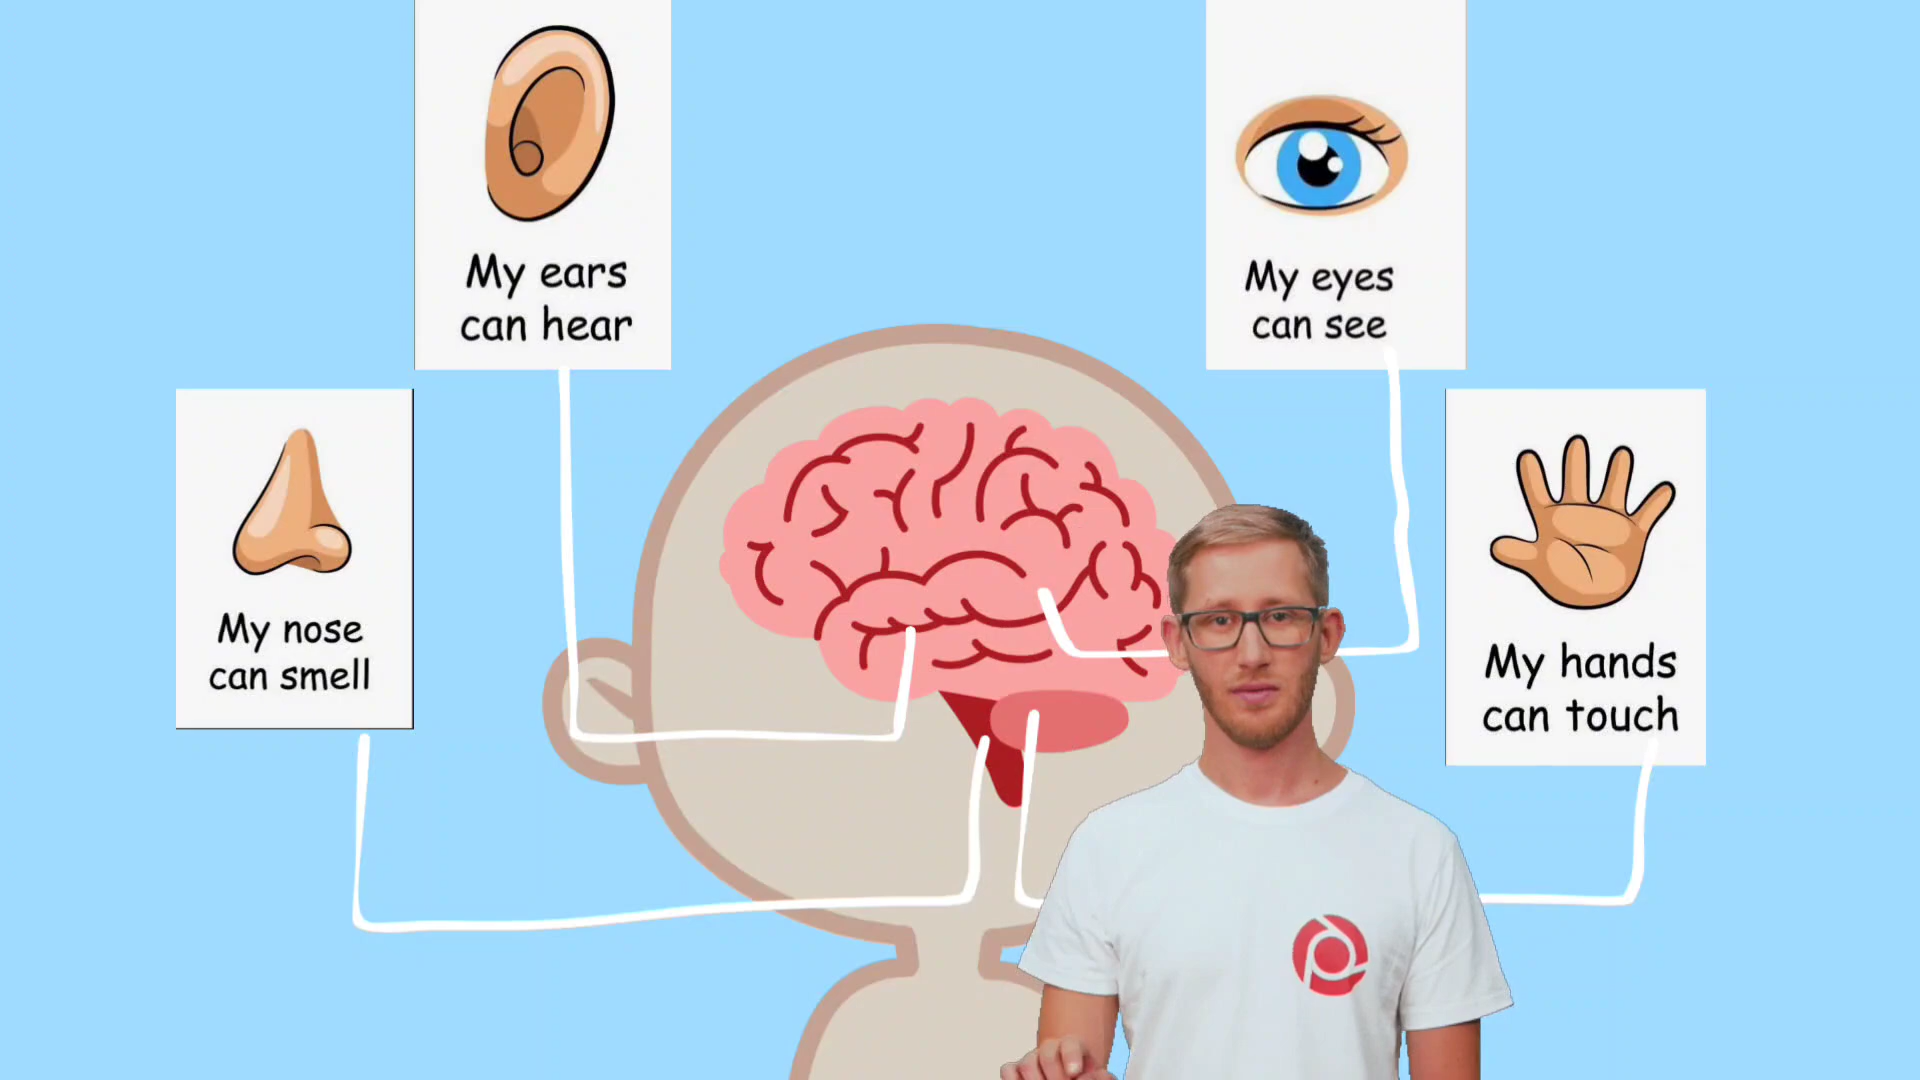 My ears
can hear
My eyes
can see
My nose
can smell
My hands
can touch